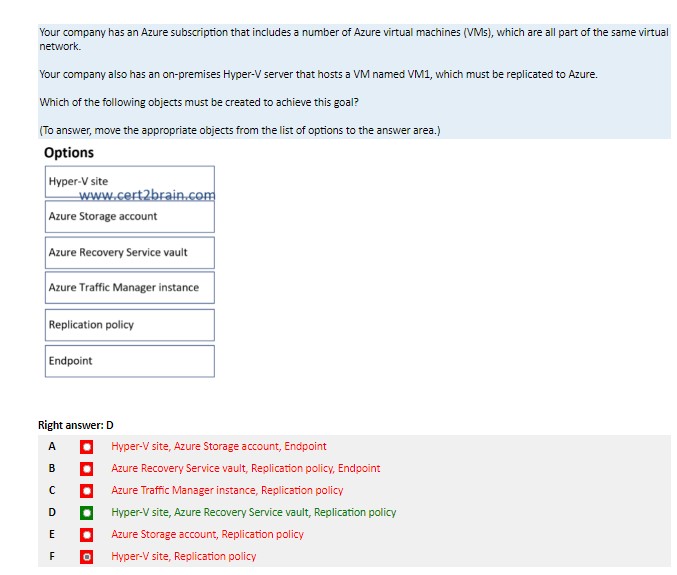 Your company has an Azure subscription that includes a number of Azure virtual machines (VMs), which are all part of the same virtual
network.
Your company also has an on-premises Hyper-V server that hosts a VM named VM1, which must be replicated to Azure.
Which of the following objects must be created to achieve this goal?
(To answer, move the appropriate objects from the list of options to the answer area.)
Options
Hyper-V site
www.cert2brain.com
Azure Storage account
Azure Recovery Service vault
Azure Traffic Manager instance
Replication policy
Endpoint
Right answer: D
A Hyper-V site, Azure Storage account, Endpoint
B Azure Recovery Service vault, Replication policy, Endpoint
C Azure Traffic Manager instance, Replication policy
D Hyper-V site, Azure Recovery Service vault, Replication policy
E Azure Storage account, Replication policy
F Hyper-V site, Replication policy